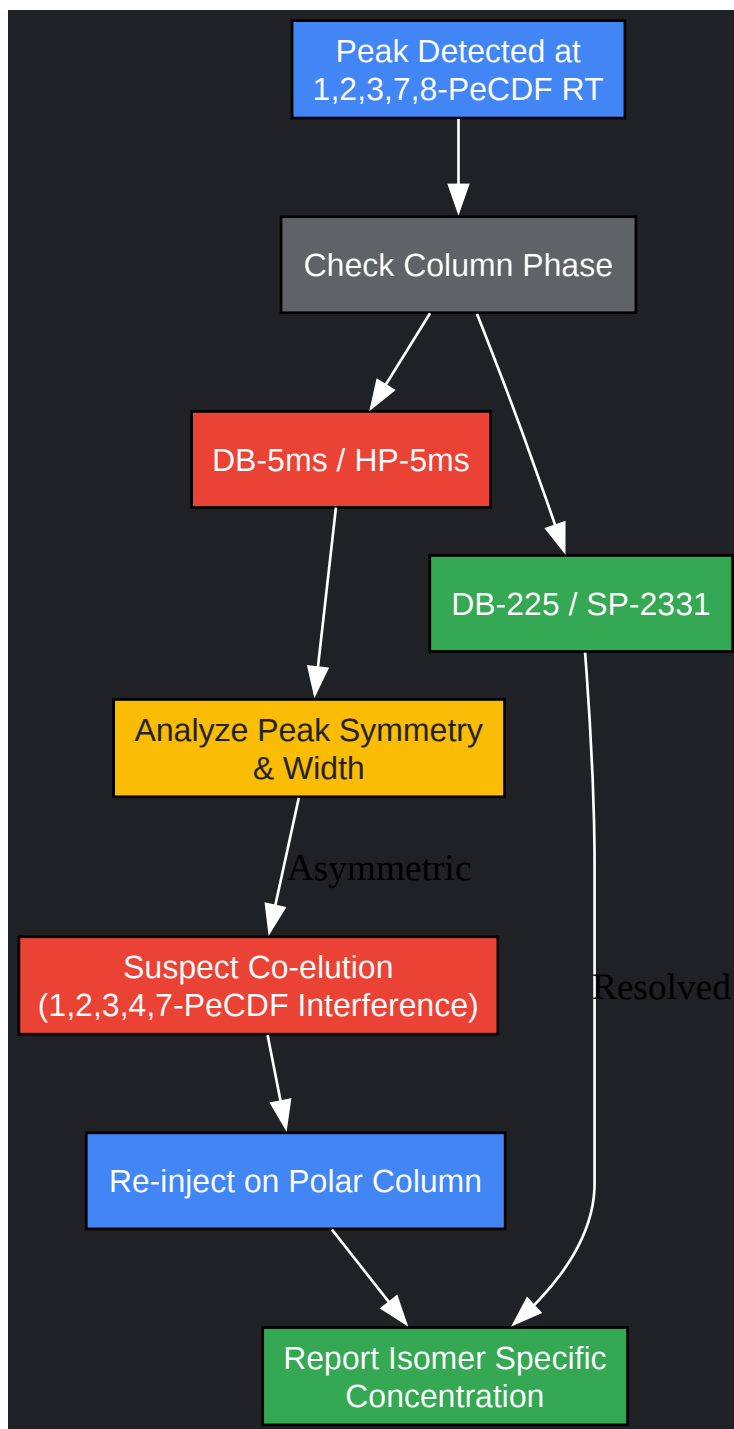 Peak Detected at
1,2,3,7,8-PeCDF RT
Check Column Phase
DB-5ms / HP-5ms
DB-225 / SP-2331
Analyze Peak Symmetry
& Width
Asymmetric
Suspect Co-elution
(1,2,3,4,7-PeCDF Interference)
Resolved
Re-inject on Polar Column
Report Isomer Specific
Concentration